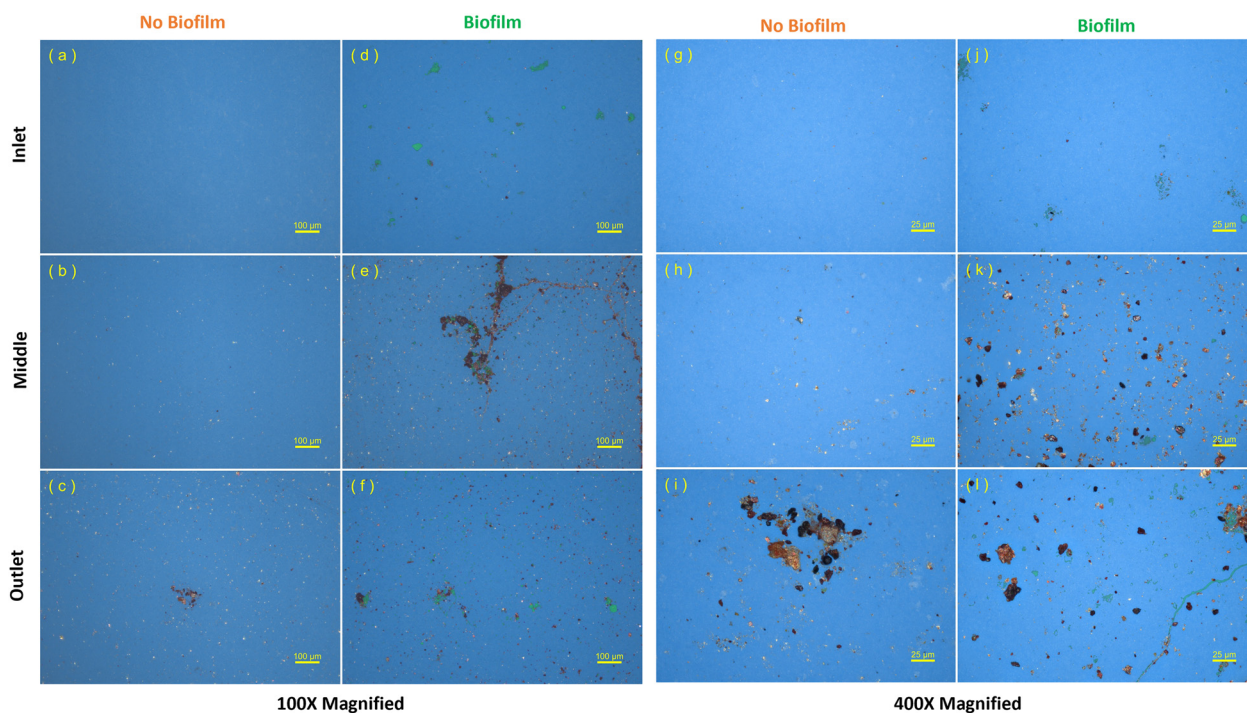 No Biofilm Biofilm No Biofilm Biofilm
Inlet
( a ) ( d ) ( g ) ( j )
100 µm 100 µm 25 µm 25 µm
Middle
( b ) ( e ) ( h ) ( k )
100 µm 100 µm 25 µm 25 µm
Outlet
( c ) ( f ) ( i ) ( l )
100 µm 100 µm 25 µm 25 µm
100X Magnified 400X Magnified